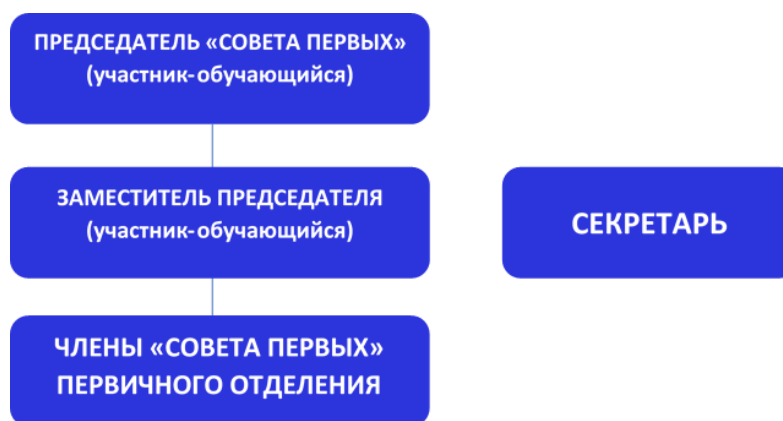 ПРЕДСЕДАТЕЛЬ «СОВЕТА ПЕРВЫХ»
(участник-обучающийся)
ЗАМЕСТИТЕЛЬ ПРЕДСЕДАТЕЛЯ
(участник-обучающийся)
СЕКРЕТАРЬ
ЧЛЕНЫ «СОВЕТА ПЕРВЫХ»
ПЕРВИЧНОГО ОТДЕЛЕНИЯ